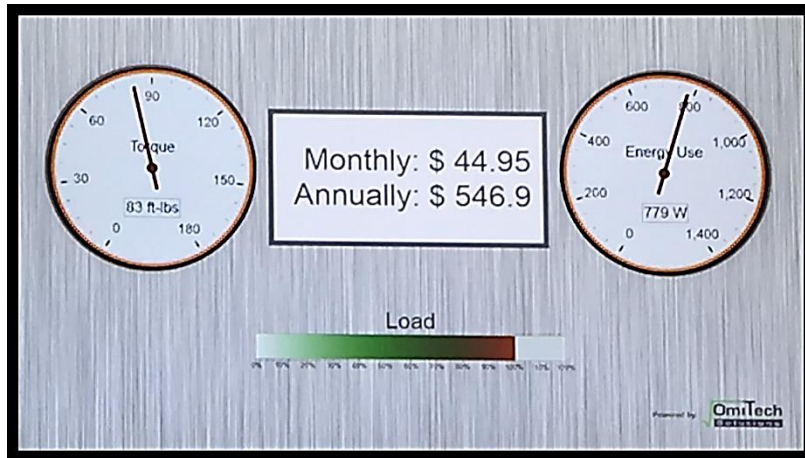 90
60
120
Torque
30
150
83 ft-lbs
0
180
Monthly: $ 44.95
Annually: $ 546.9
600
800
400
1,000
Energy Use
200
1,200
779 W
0
1,400
Load
Powered by OmiTech
Solutions